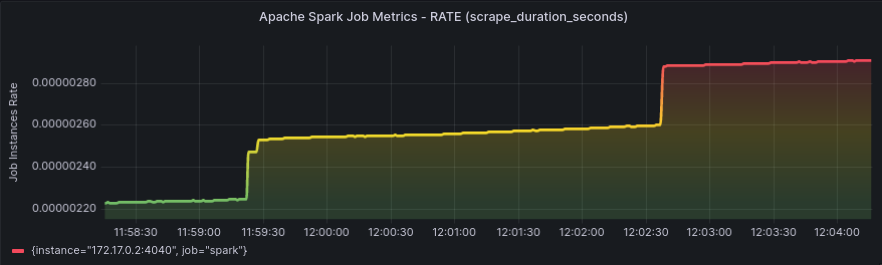 Apache Spark Job Metrics - RATE (scrape_duration_seconds)
Job Instances Rate
0.00000280
0.00000260
0.00000240
0.00000220
11:58:30 11:59:00 11:59:30 12:00:00 12:00:30 12:01:00 12:01:30 12:02:00 12:02:30 12:03:00 12:03:30 12:04:00
{instance="172.17.0.2:4040", job="spark"}